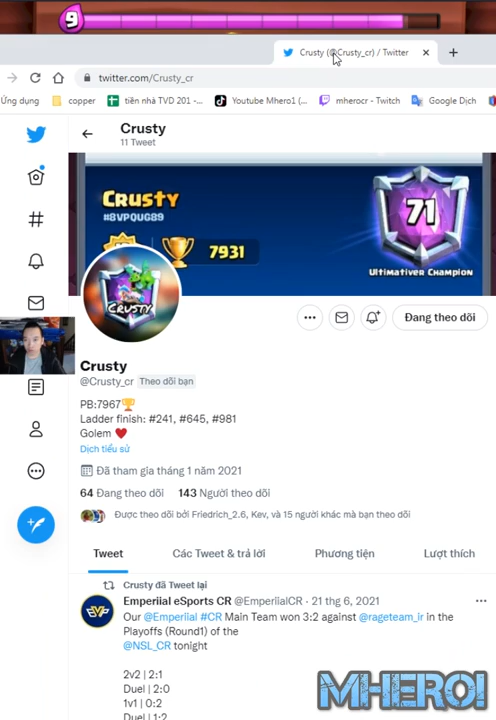 9
Crusty (@Crusty_cr) / Twitter
twitter.com/Crusty_cr
Ứng dụng copper tiền nhà TVD 201 -... Youtube Mhero1 (... mherocr - Twitch Google Dịch
Crusty
11 Tweet
CRUSTY
#8VPQUG89
7931
71
Ultimativer Champion
CRUSTY
Đang theo dõi
Crusty
@Crusty_cr Theo dõi bạn
PB:7967🏆
Ladder finish: #241, #645, #981
Golem ❤️
Dịch tiểu sử
Đã tham gia tháng 1 năm 2021
64 Đang theo dõi 143 Người theo dõi
Được theo dõi bởi Friedrich_2.6, Kev, và 15 người khác mà bạn theo dõi
Tweet Các Tweet & trả lời Phương tiện Lượt thích
Crusty đã Tweet lại
Emperiial eSports CR @EmperiialCR · 21 thg 6, 2021
Our @Emperiial #CR Main Team won 3:2 against @rageteam_ir in the
Playoffs (Round1) of the
@NSL_CR tonight
2v2 | 2:1
Duel | 2:0
1v1 | 0:2
Duel | 1:2
MHERO1